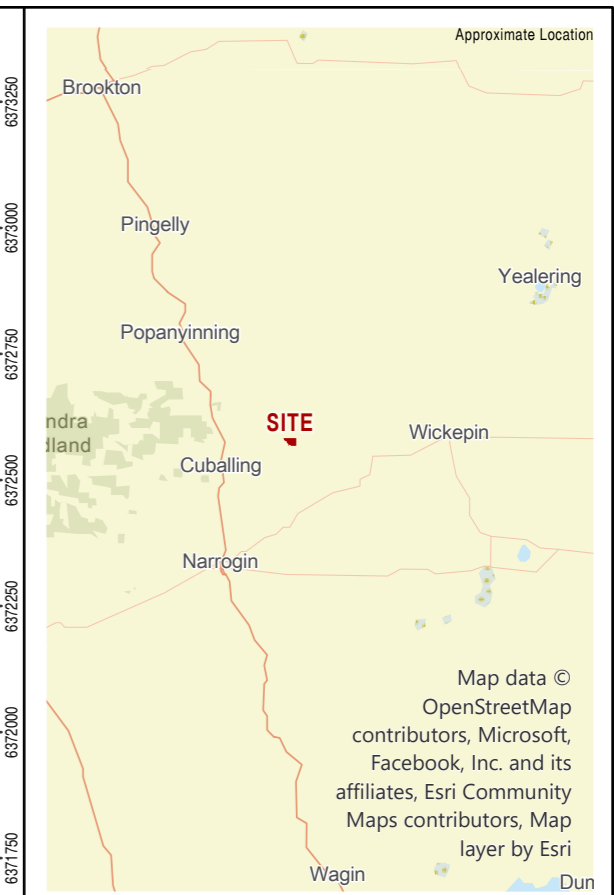 Approximate Location
Brookton
Pingelly
Yealering
Popanyinning
SITE
ndra
dland
Wickepin
Cuballing
Narrogin
Map data ©
OpenStreetMap
contributors, Microsoft,
Facebook, Inc. and its
affiliates, Esri Community
Maps contributors, Map
layer by Esri
Wagin
Dun
6373250
6373000
6372750
6372500
6372250
6372000
6371750